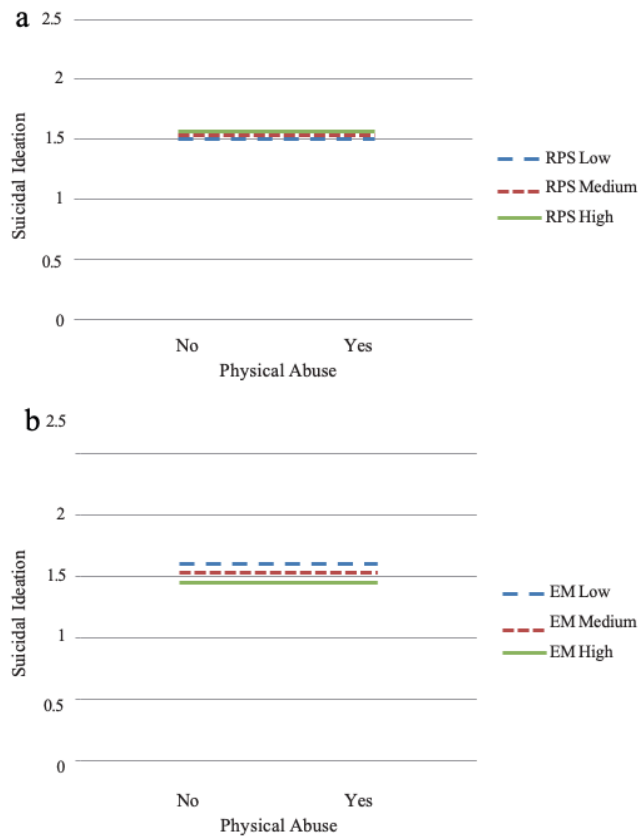 a
2.5
2
1.5
1
0.5
0
Suicidal Ideation
No Yes
Physical Abuse
RPS Low
RPS Medium
RPS High
b
2.5
2
1.5
1
0.5
0
Suicidal Ideation
No Yes
Physical Abuse
EM Low
EM Medium
EM High